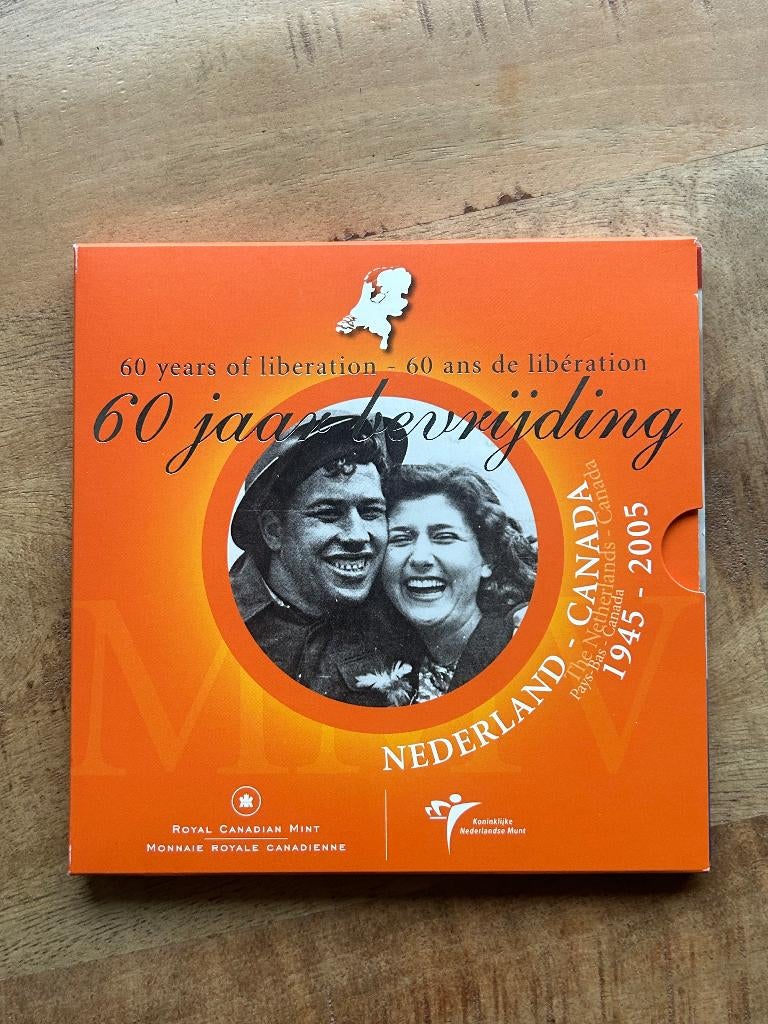 60 years of liberation - 60 ans de libération
60 jaar bevrijding
NEDERLAND - CANADA
The Netherlands - Canada
Pays-Bas - Canada
1945 - 2005
MMV
ROYAL CANADIAN MINT
MONNAIE ROYALE CANADIENNE
Koninklijke
Nederlandse Munt